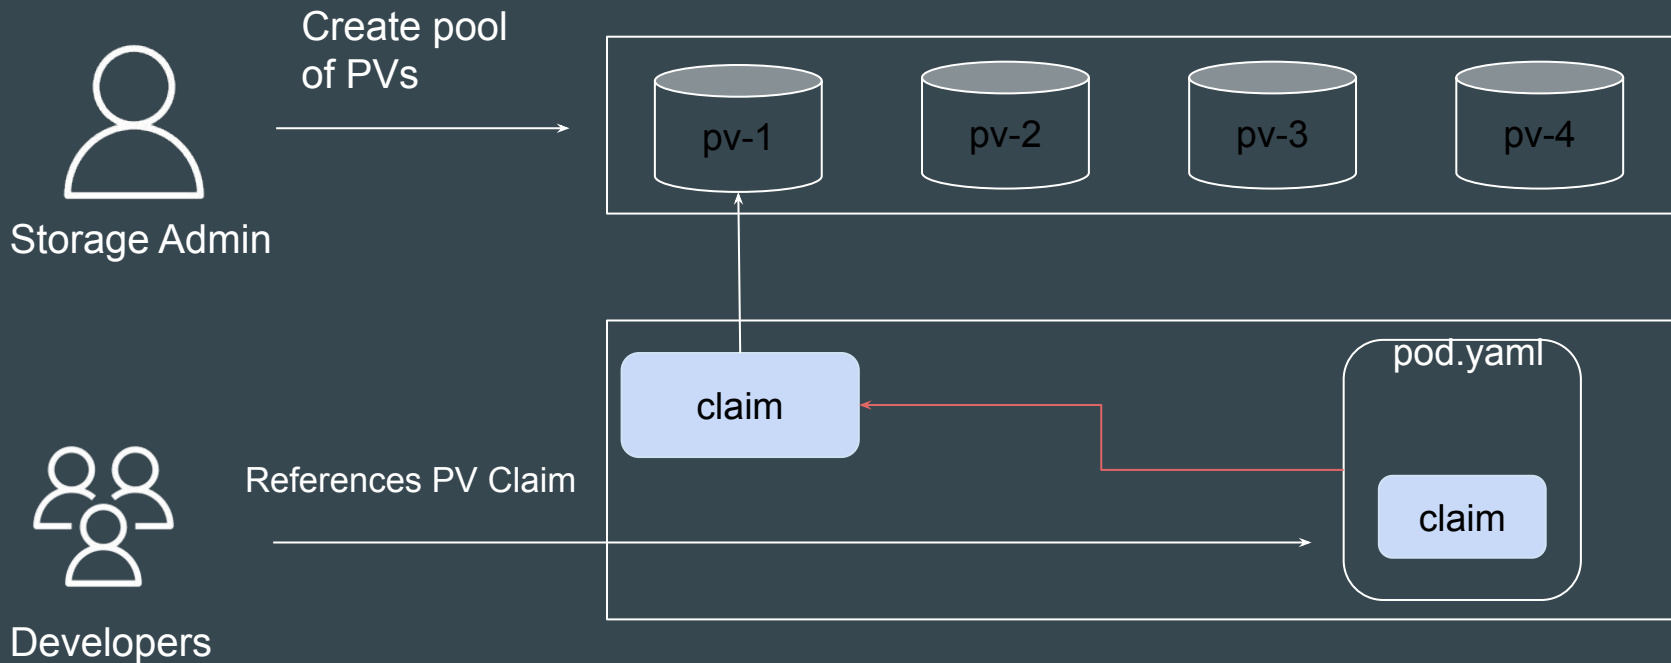 Create pool
of PVs
pv-1
pv-2
pv-3
pv-4
Storage Admin
pod.yaml
claim
References PV Claim
claim
Developers